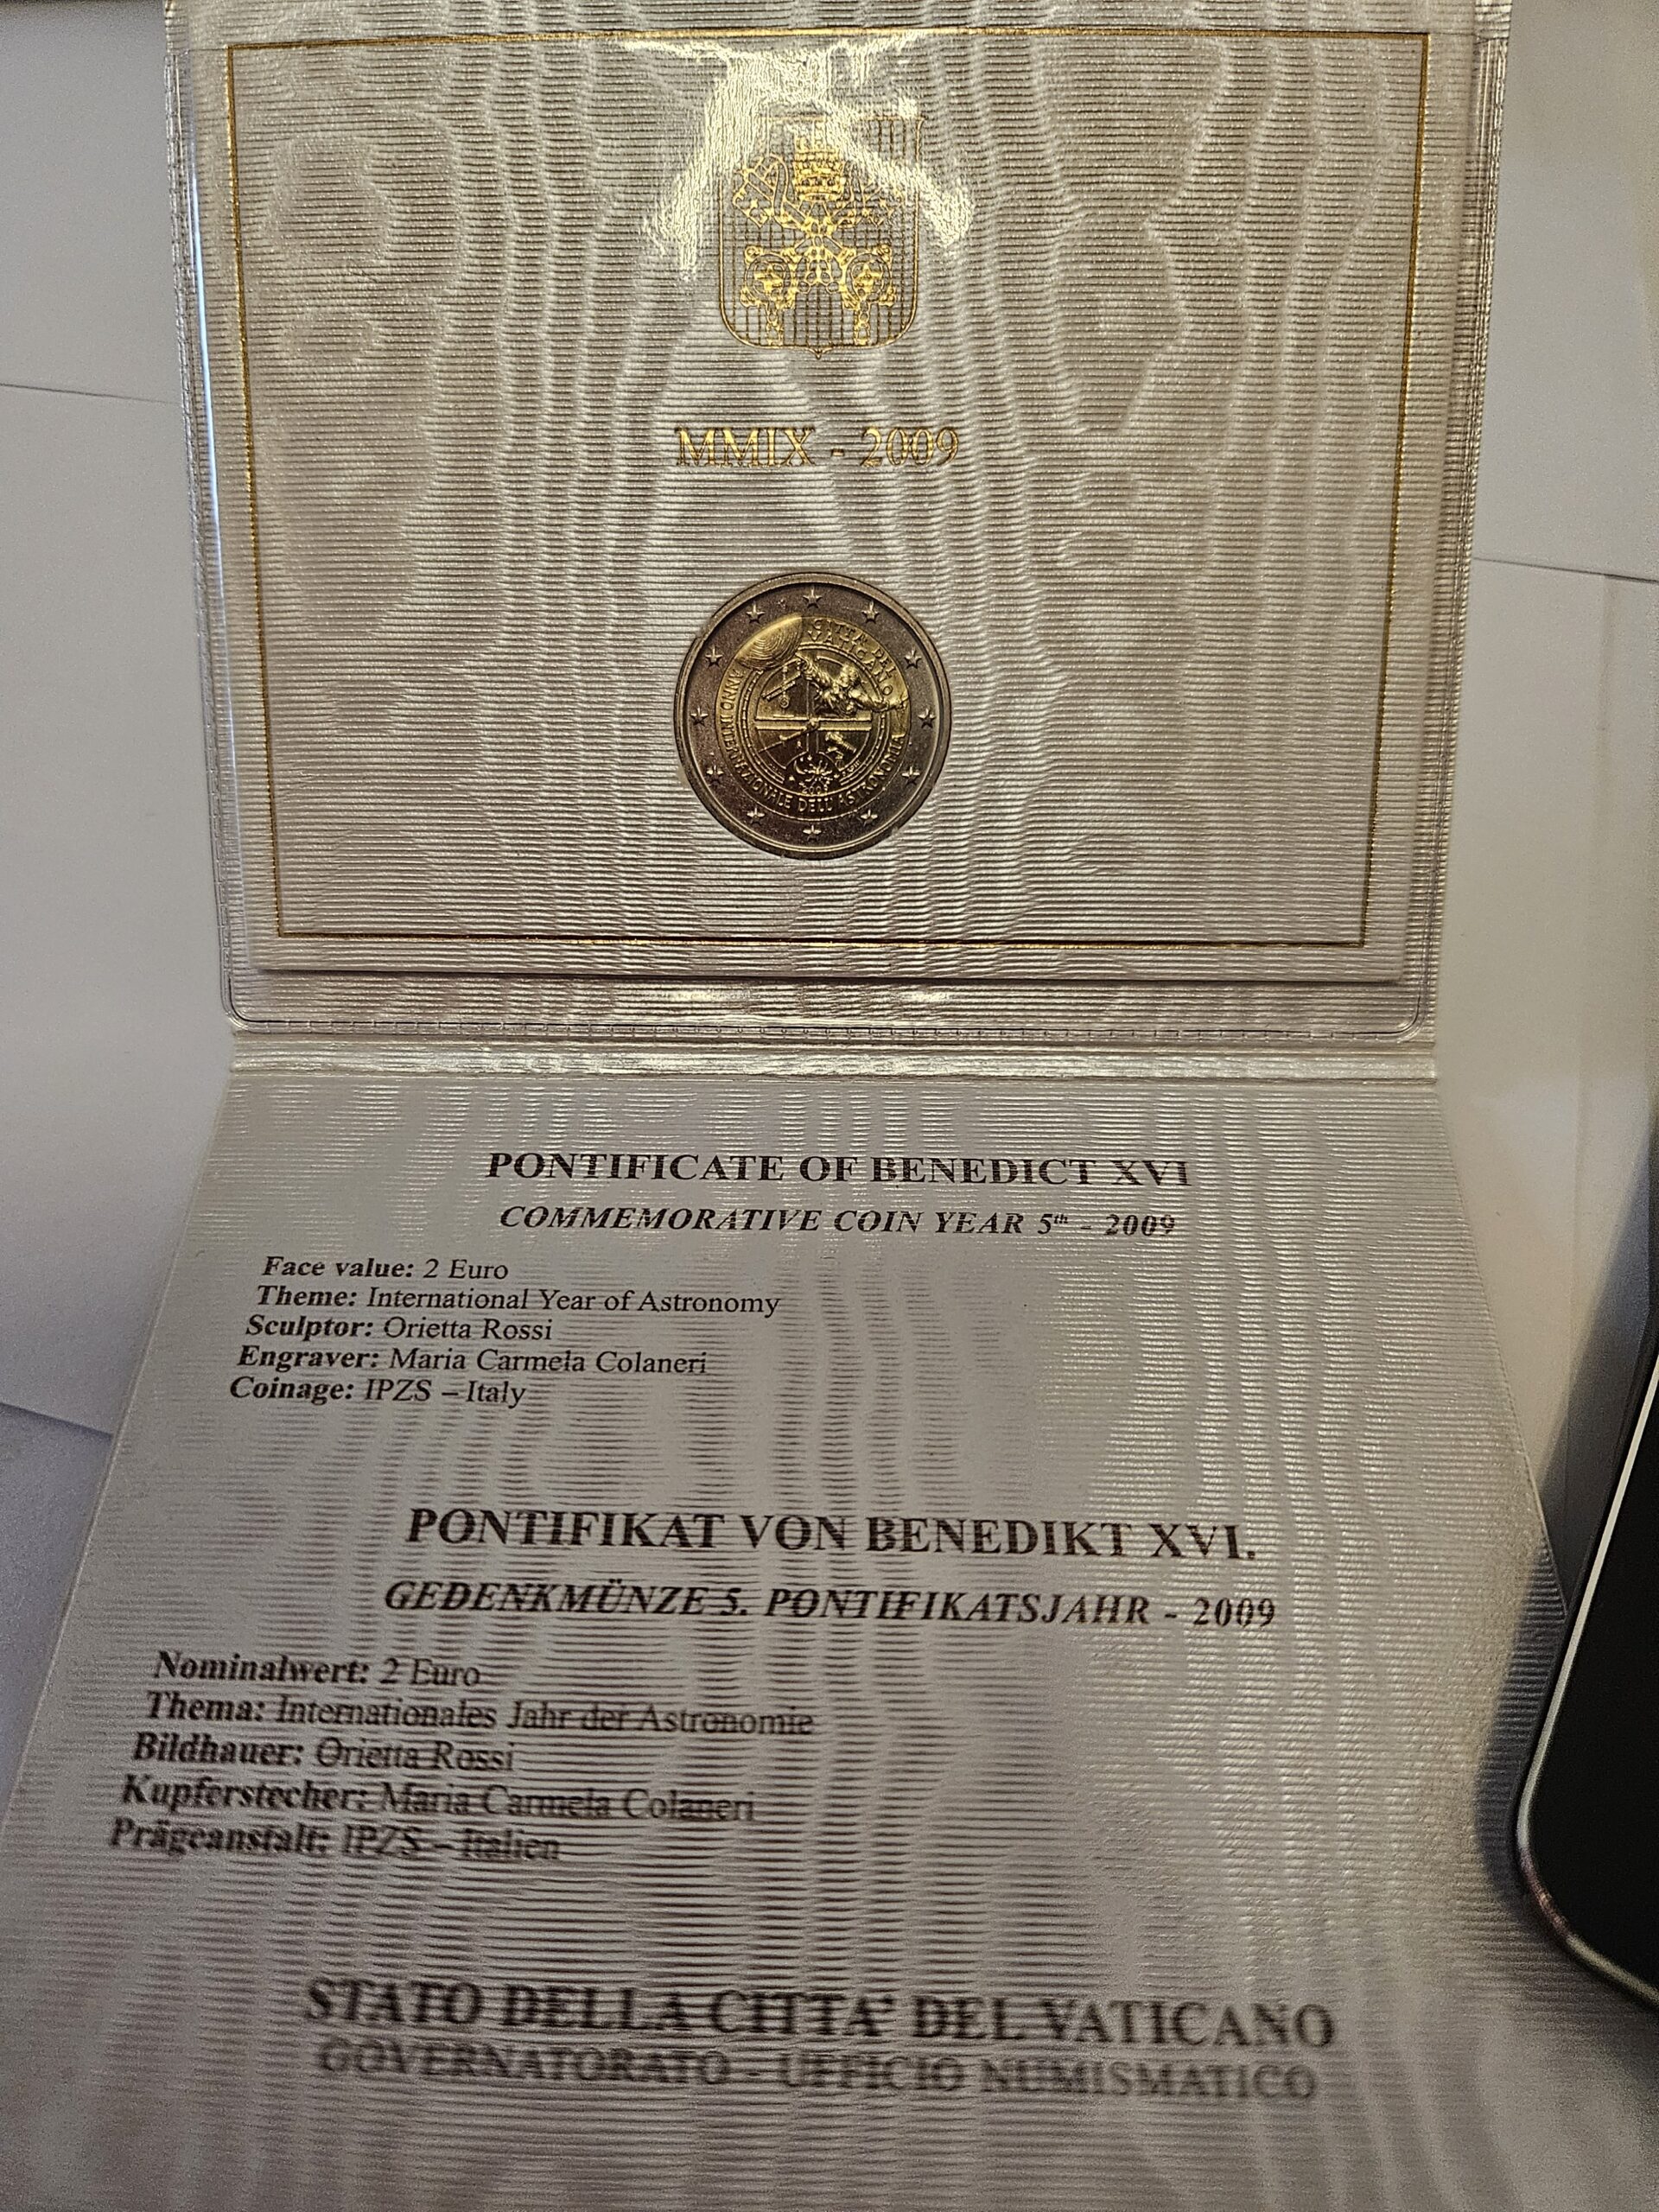 MMIX - 2009
CITTÀ DEL
VATICANO
ANNO INTERNAZIONALE DELL'ASTRONOMIA
2009
PONTIFICATE OF BENEDICT XVI
COMMEMORATIVE COIN YEAR 5th - 2009
Face value: 2 Euro
Theme: International Year of Astronomy
Sculptor: Orietta Rossi
Engraver: Maria Carmela Colaneri
Coinage: IPZS – Italy
PONTIFIKAT VON BENEDIKT XVI.
GEDENKMÜNZE 5. PONTIFIKATSJAHR - 2009
Nominalwert: 2 Euro
Thema: Internationales Jahr der Astronomie
Bildhauer: Orietta Rossi
Kupferstecher: Maria Carmela Colaneri
Prägeanstalt: IPZS – Italien
STATO DELLA CITTA' DEL VATICANO
GOVERNATORATO - UFFICIO NUMISMATICO